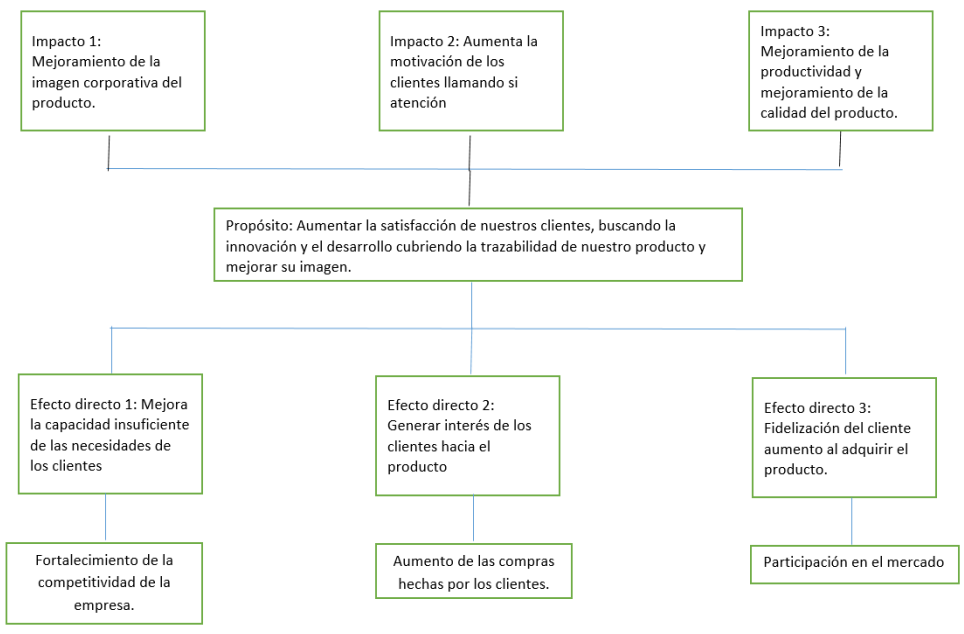 Impacto 1:
Mejoramiento de la
imagen corporativa del
producto.
Impacto 2: Aumenta la
motivación de los
clientes llamando si
atención
Impacto 3:
Mejoramiento de la
productividad y
mejoramiento de la
calidad del producto.
Propósito: Aumentar la satisfacción de nuestros clientes, buscando la
innovación y el desarrollo cubriendo la trazabilidad de nuestro producto y
mejorar su imagen.
Efecto directo 1: Mejora
la capacidad insuficiente
de las necesidades de
los clientes
Efecto directo 2:
Generar interés de los
clientes hacia el
producto
Efecto directo 3:
Fidelización del cliente
aumento al adquirir el
producto.
Fortalecimiento de la
competitividad de la
empresa.
Aumento de las compras
hechas por los clientes.
Participación en el mercado